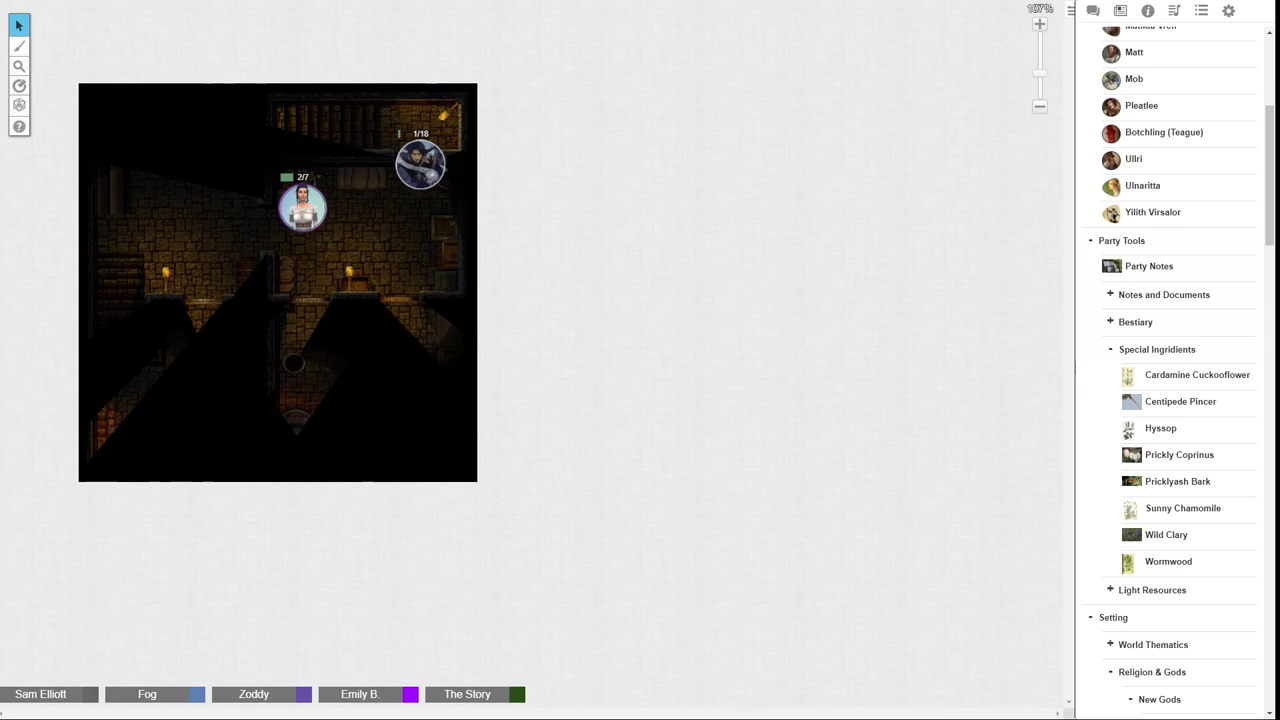 107%
1/18
2/7
Matilda Vren
Matt
Mob
Pleatlee
Botchling (Teague)
Ullri
Ulnaritta
Yilith Virsalor
Party Tools
Party Notes
Notes and Documents
Bestiary
Special Ingridients
Cardamine Cuckooflower
Centipede Pincer
Hyssop
Prickly Coprinus
Pricklyash Bark
Sunny Chamomile
Wild Clary
Wormwood
Light Resources
Setting
World Thematics
Religion & Gods
New Gods
Sam Elliott
Fog
Zoddy
Emily B.
The Story